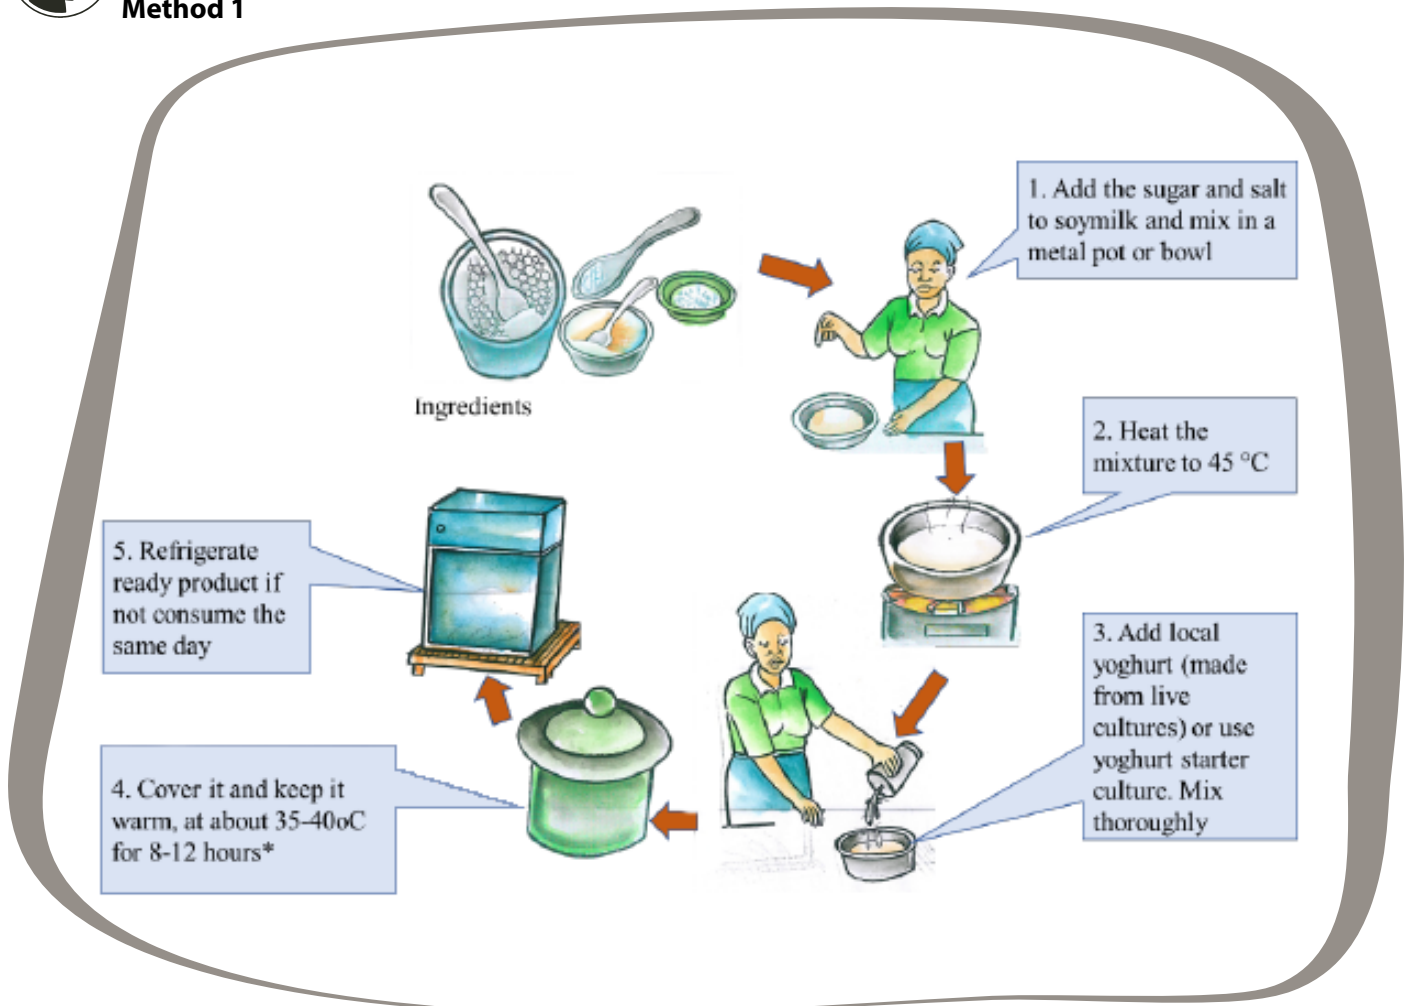 Method 1
Ingredients
1. Add the sugar and salt
to soymilk and mix in a
metal pot or bowl
2. Heat the
mixture to 45 °C
3. Add local
yoghurt (made
from live
cultures) or use
yoghurt starter
culture. Mix
thoroughly
4. Cover it and keep it
warm, at about 35-40oC
for 8-12 hours*
5. Refrigerate
ready product if
not consume the
same day